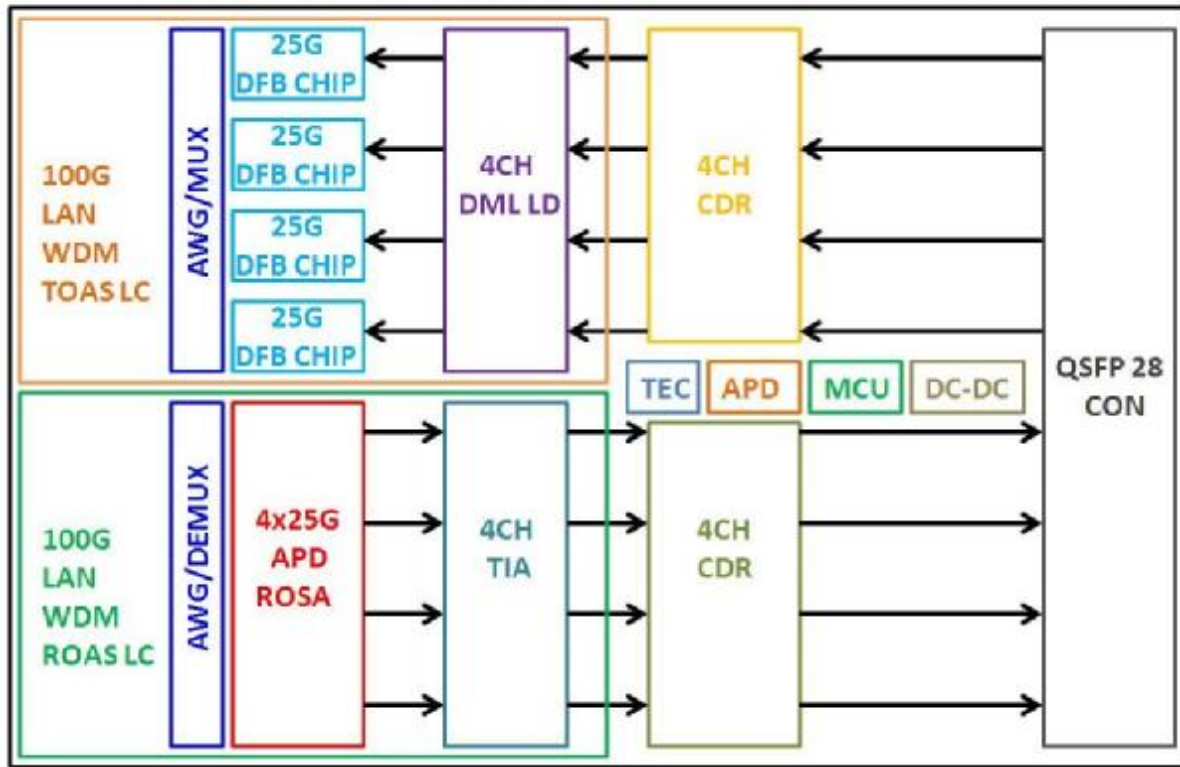 100G
LAN
WDM
TOAS LC
AWG/MUX
25G
DFB CHIP
25G
DFB CHIP
25G
DFB CHIP
25G
DFB CHIP
4CH
DML LD
4CH
CDR
QSFP 28
CON
TEC
APD
MCU
DC-DC
100G
LAN
WDM
ROAS LC
AWG/DEMUX
4x25G
APD
ROSA
4CH
TIA
4CH
CDR